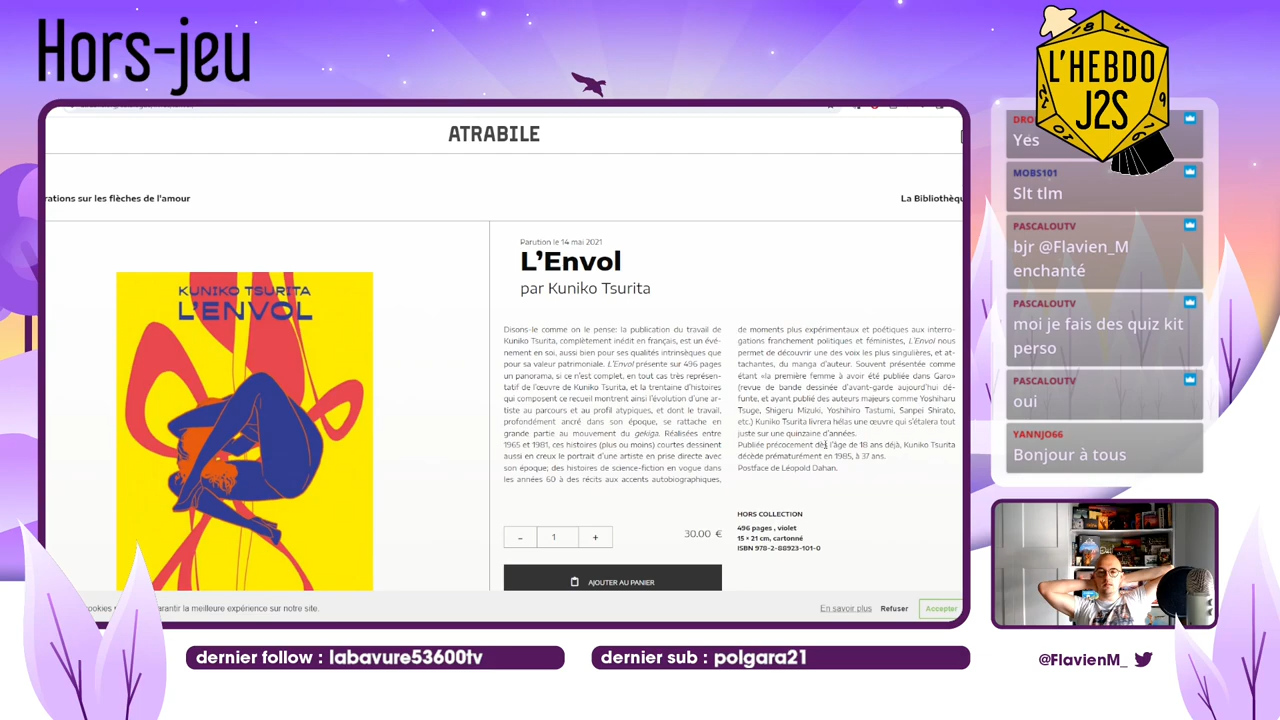 Hors-jeu
L'HEBDO
J2S
ATRABILE
rations sur les flèches de l'amour
La Bibliothèqu
KUNIKO TSURITA
L'ENVOL
Parution le 14 mai 2021
L'Envol
par Kuniko Tsurita
Disons-le comme on le pense: la publication du travail de
Kuniko Tsurita, complètement inédit en français, est un évé-
nement en soi, aussi bien pour ses qualités intrinsèques que
pour sa valeur patrimoniale. L'Envol présente sur 496 pages
un panorama, si ce n'est complet, en tout cas très représen-
tatif de l'œuvre de Kuniko Tsurita, et la trentaine d'histoires
qui composent ce recueil montrent ainsi l'évolution d'une ar-
tiste au parcours et au profil atypiques, et dont le travail,
profondément ancré dans son époque, se rattache en
grande partie au mouvement du gekiga. Réalisées entre
1965 et 1981, ces histoires (plus ou moins) courtes dessinent
aussi en creux le portrait d'une artiste en prise directe avec
son époque; des histoires de science-fiction en vogue dans
les années 60 à des récits aux accents autobiographiques,
de moments plus expérimentaux et poétiques aux interro-
gations franchement politiques et féministes, L'Envol nous
permet de découvrir une des voix les plus singulières, et at-
tachantes, du manga d'auteur. Souvent présentée comme
étant «la première femme à avoir été publiée dans Garo»
(revue de bande dessinée d'avant-garde aujourd'hui dé-
funte, et ayant publié des auteurs majeurs comme Yoshiharu
Tsuge, Shigeru Mizuki, Yoshihiro Tastumi, Sanpei Shirato,
etc.) Kuniko Tsurita livrera hélas une œuvre qui s'étalera tout
juste sur une quinzaine d'années.
Publiée précocement dès l'âge de 18 ans déjà, Kuniko Tsurita
décède prématurément en 1985, à 37 ans.
Postface de Léopold Dahan.
HORS COLLECTION
496 pages , violet
15 × 21 cm, cartonné
ISBN 978-2-88923-101-0
- 1 +
30.00 €
AJOUTER AU PANIER
cookies
arantir la meilleure expérience sur notre site.
En savoir plus
Refuser
Accepter
DRO
Yes
MOBS101
Slt tlm
PASCALOUTV
bjr @Flavien_M
enchanté
PASCALOUTV
moi je fais des quiz kit
perso
PASCALOUTV
oui
YANNJO66
Bonjour à tous
dernier follow : labavure53600tv
dernier sub : polgara21
@FlavienM_